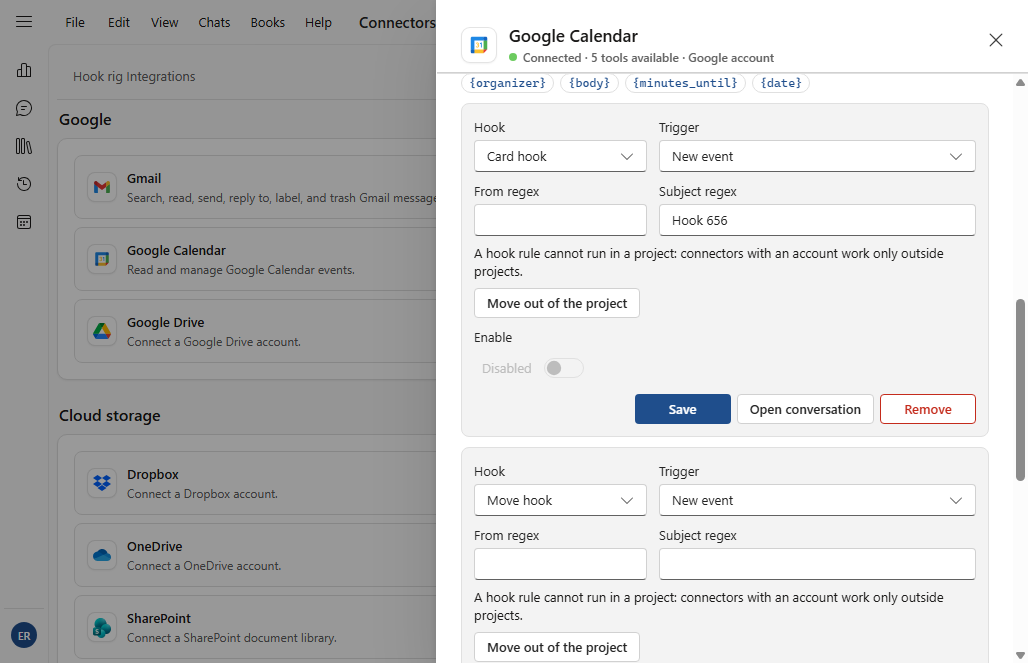 File Edit View Chats Books Help Connectors
Hook rig Integrations
Google
Gmail
Search, read, send, reply to, label, and trash Gmail message
Google Calendar
Read and manage Google Calendar events.
Google Drive
Connect a Google Drive account.
Cloud storage
Dropbox
Connect a Dropbox account.
OneDrive
Connect a OneDrive account.
SharePoint
Connect a SharePoint document library.
ER
Google Calendar
Connected · 5 tools available · Google account
{organizer} {body} {minutes_until} {date}
Hook Trigger
Card hook New event
From regex Subject regex
Hook 656
A hook rule cannot run in a project: connectors with an account work only outside
projects.
Move out of the project
Enable
Disabled
Save Open conversation Remove
Hook Trigger
Move hook New event
From regex Subject regex
A hook rule cannot run in a project: connectors with an account work only outside
projects.
Move out of the project